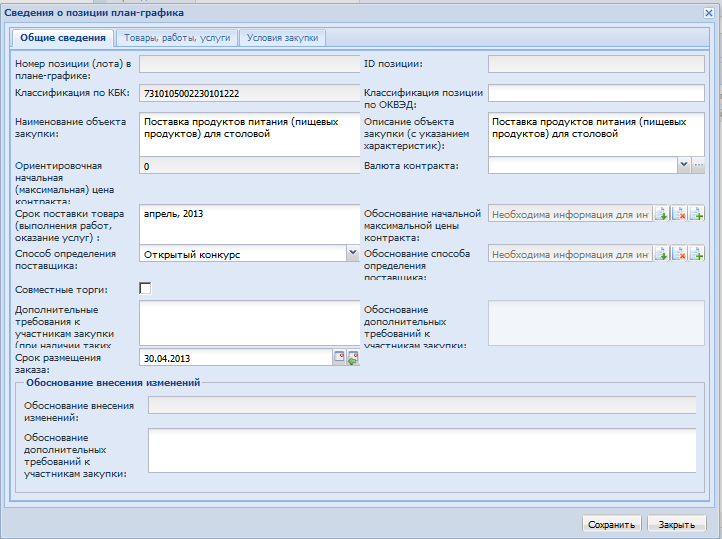 Сведения о позиции план-графика
Общие сведения
Товары, работы, услуги
Условия закупки
Номер позиции (лота) в
плане-графике:
ID позиции:
Классификация по КБК:
7310105002230101222
Классификация позиции
по ОКВЭД:
Наименование объекта
закупки:
Поставка продуктов питания (пищевых
продуктов) для столовой
Описание объекта
закупки (с указанием
характеристик):
Поставка продуктов питания (пищевых
продуктов) для столовой
Ориентировочная
начальная
(максимальная) цена
контракта:
0
Валюта контракта:
Срок поставки товара
(выполнения работ,
оказание услуг) :
апрель, 2013
Обоснование начальной
максимальной цены
контракта:
Необходима информация для ин
Способ определения
поставщика:
Открытый конкурс
Обоснование способа
определения
поставщика:
Необходима информация для ин
Совместные торги:
Дополнительные
требования к
участникам закупки
(при наличии таких
Обоснование
дополнительных
требований к
участникам закупки:
Срок размещения
заказа:
30.04.2013
Обоснование внесения изменений
Обоснование внесения
изменений:
Обоснование
дополнительных
требований к
участникам закупки:
Сохранить
Закрыть